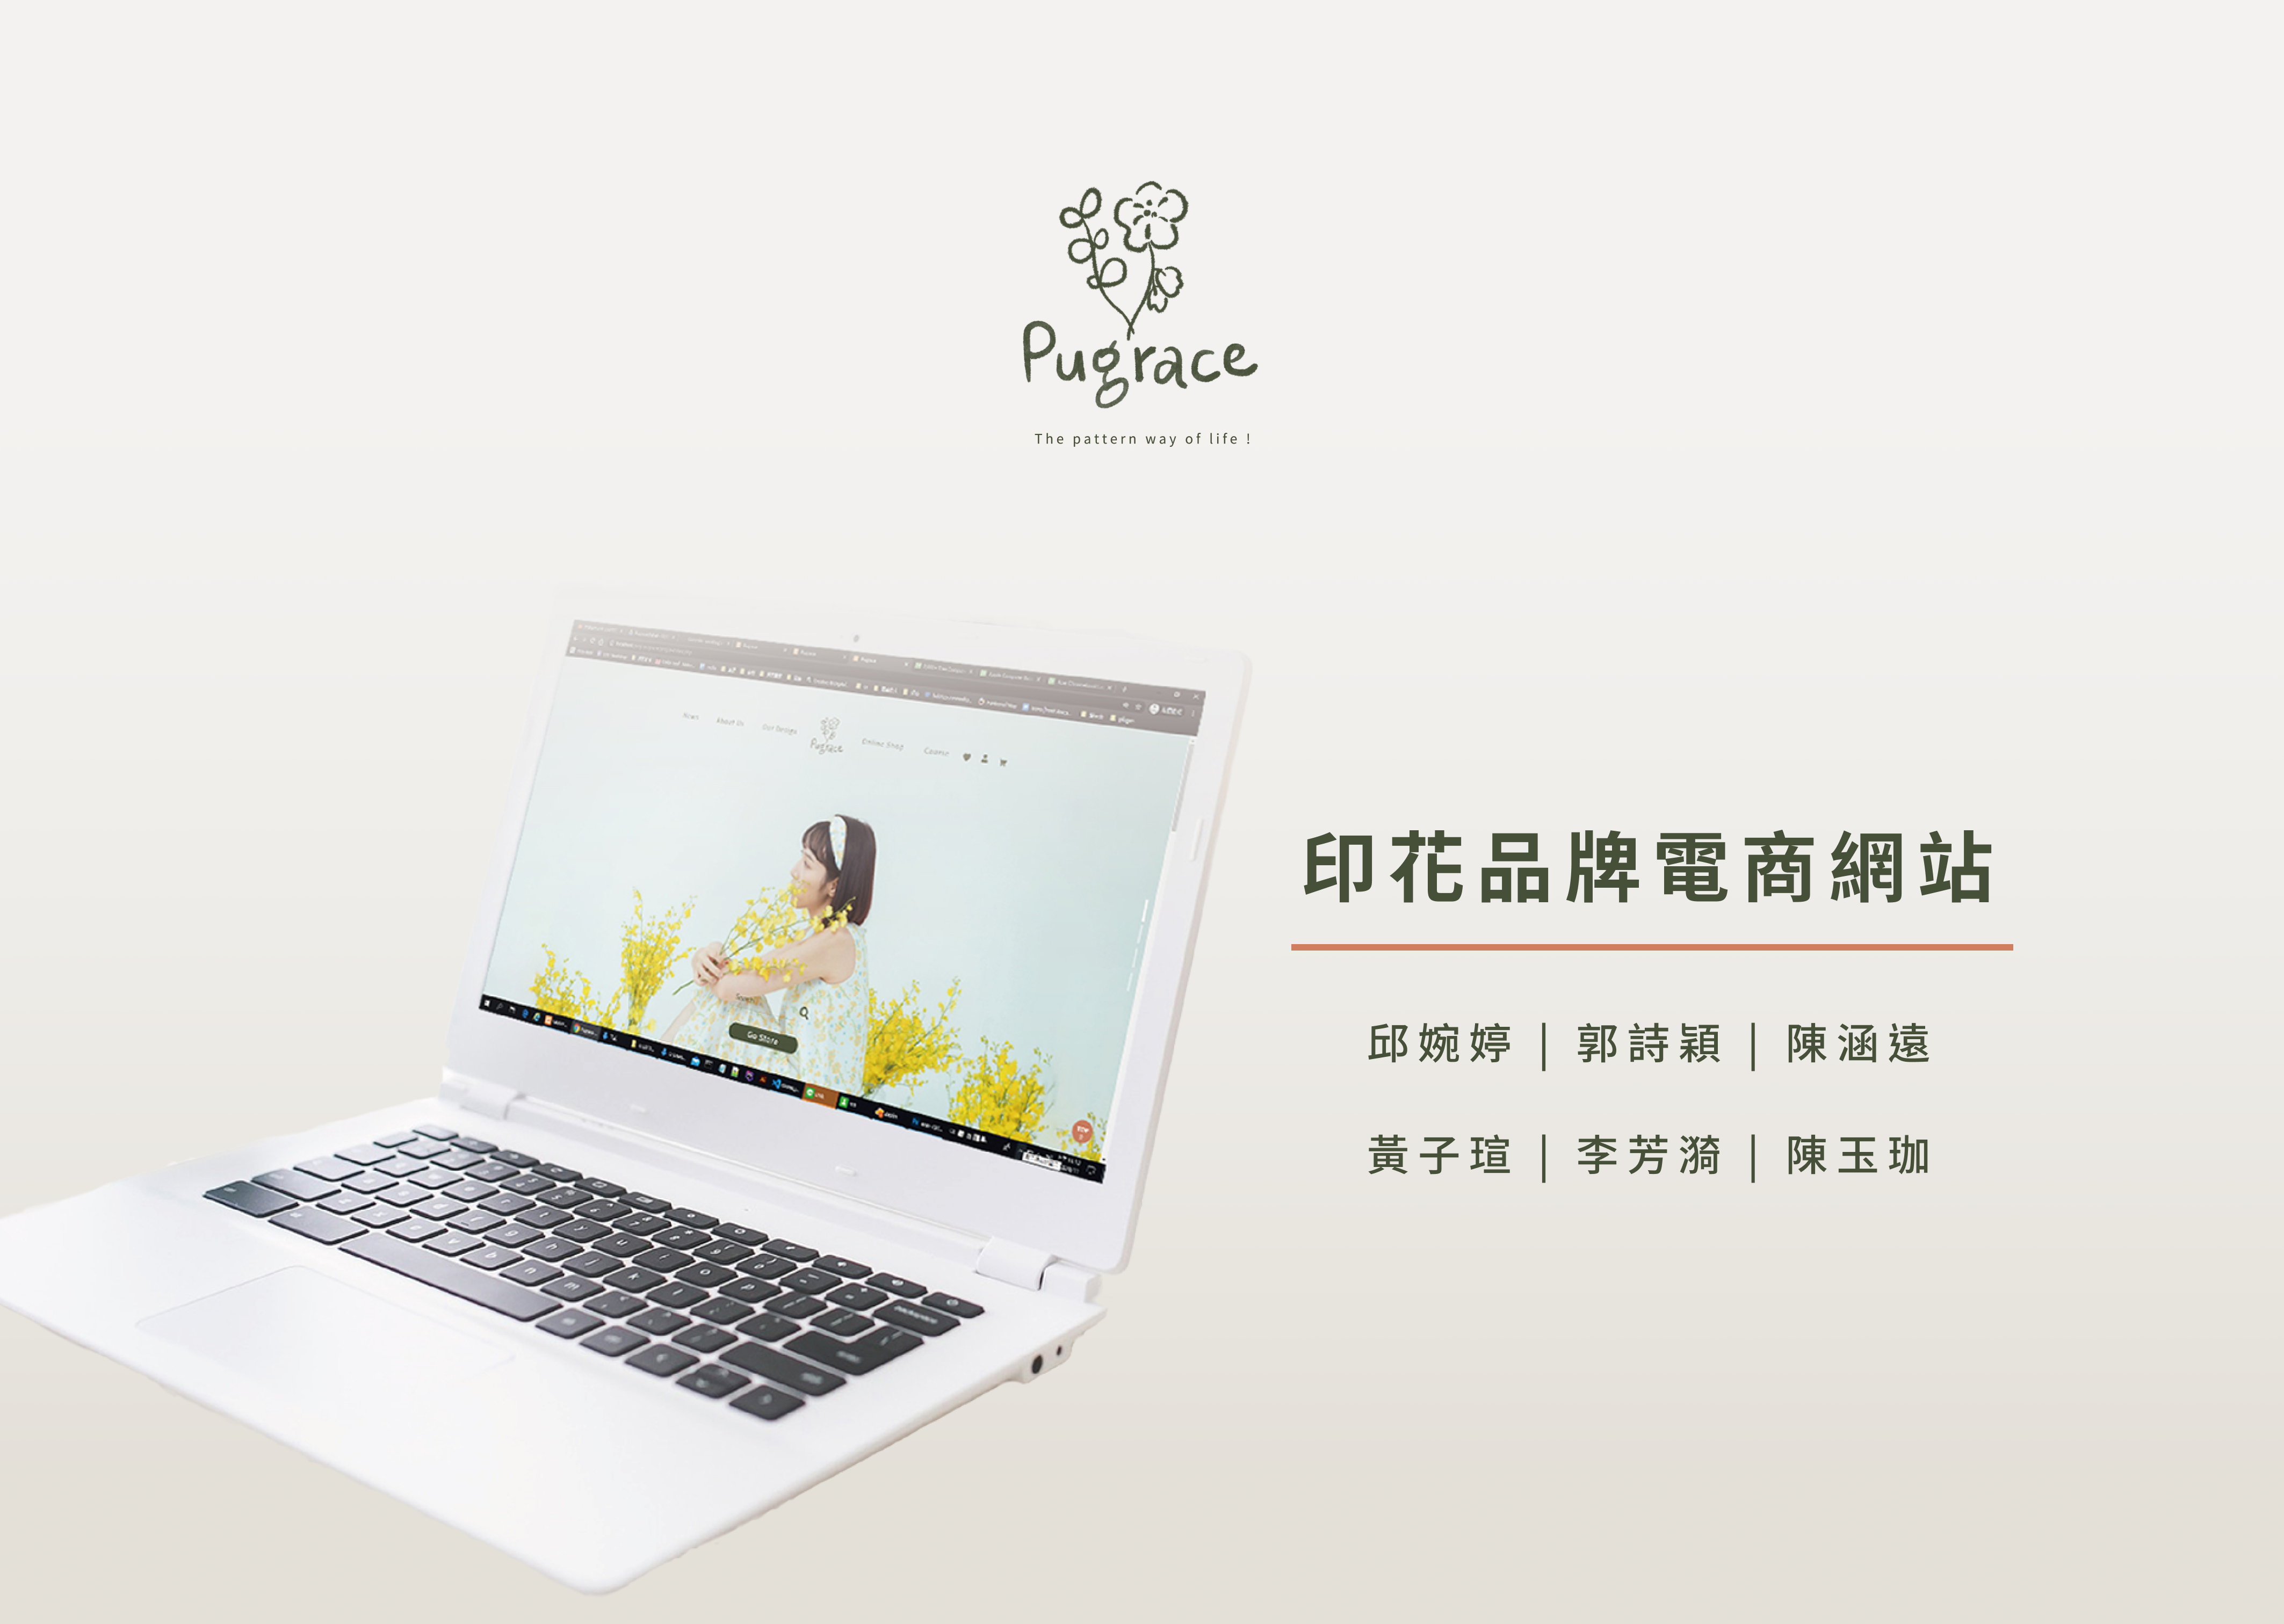 Pugrace
The pattern way of life !
News About Us Our Design Pugrace Online Shop
Go Store
印花品牌電商網站
邱婉婷 | 郭詩穎 | 陳涵遠
黃子瑄 | 李芳漪 | 陳玉珈